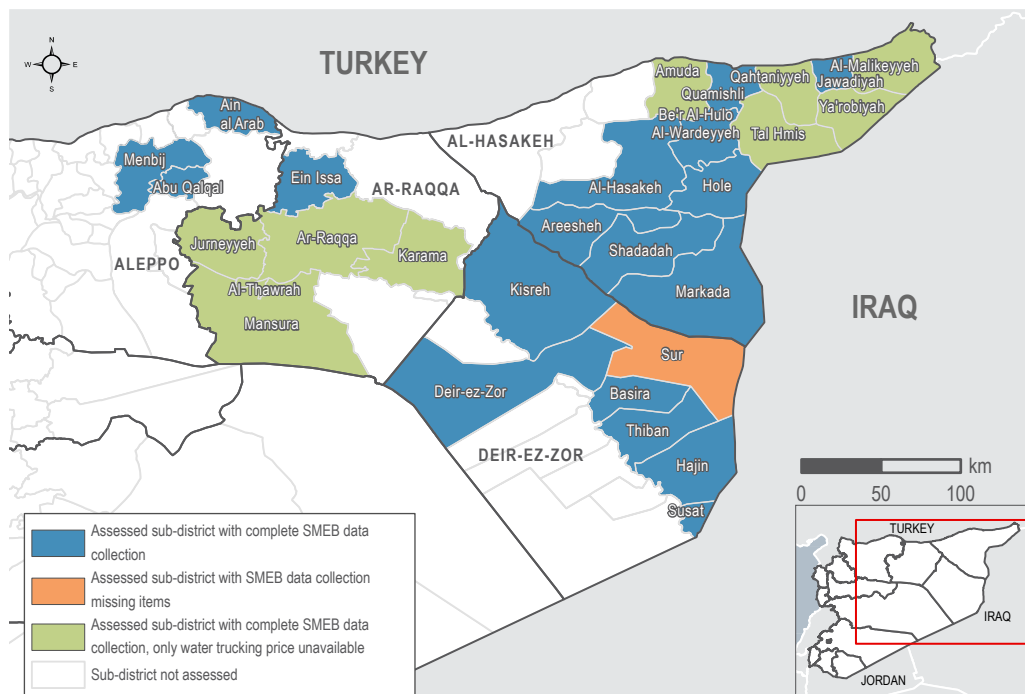 N
W E
S
TURKEY
Ain
al Arab
Menbij
Abu Qalqal
Ein Issa
AL-HASAKEH
AR-RAQQA
ALEPPO
Jurneyyeh
Ar-Raqqa
Karama
Al-Thawrah
Mansura
Amuda
Quamishli
Qahtaniyyeh
Al-Malikeyyeh
Jawadiyah
Be'r Al-Hulo
Al-Wardeyyeh
Ya'robiyah
Tal Hmis
Al-Hasakeh
Hole
Areesheh
Shadadah
Markada
Kisreh
IRAQ
Sur
Deir-ez-Zor
Basira
Thiban
DEIR-EZ-ZOR
Hajin
Susat
km
0 50 100
Assessed sub-district with complete SMEB data
collection
Assessed sub-district with SMEB data collection
missing items
Assessed sub-district with complete SMEB data
collection, only water trucking price unavailable
Sub-district not assessed
TURKEY
IRAQ
JORDAN